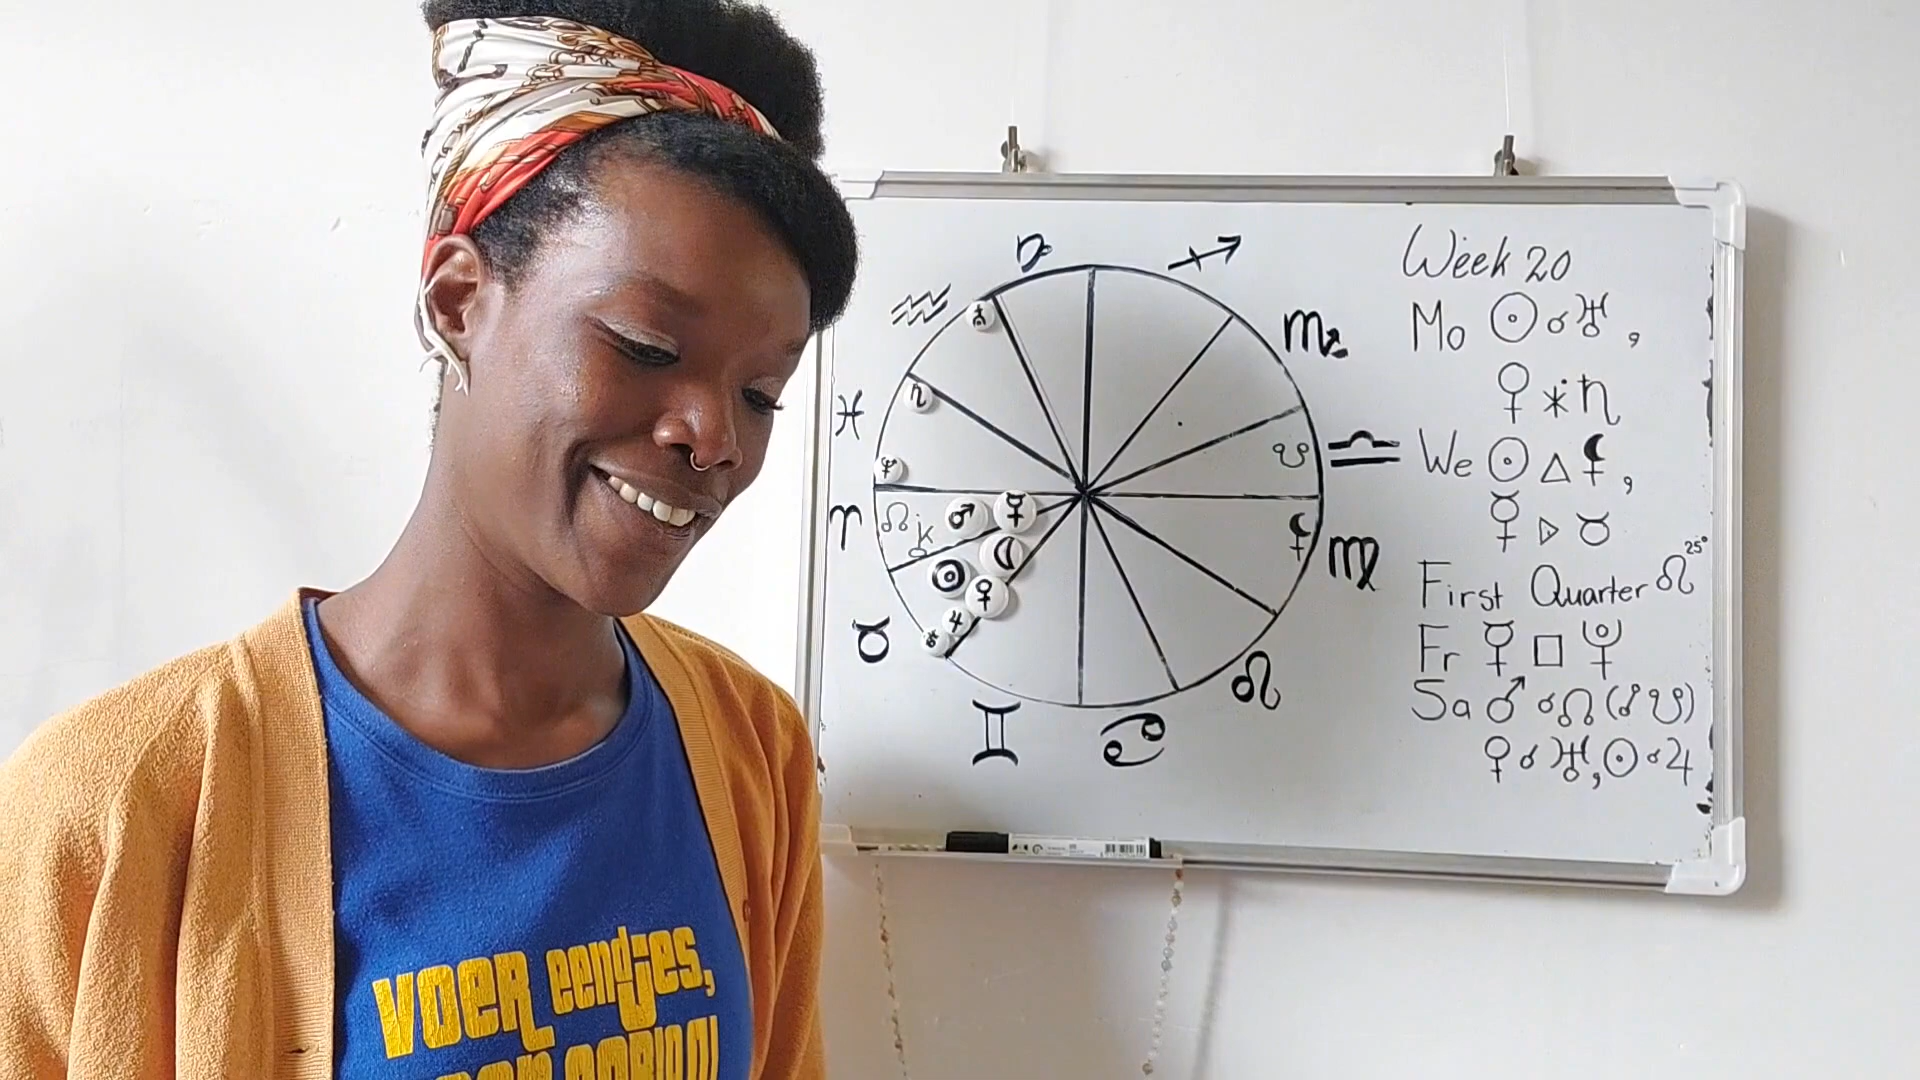 Week 20
Mo ☉☌♅,
♀⚹♄
We ☉△⚸,
☿▷♉
First Quarter ♌ 25°
Fr ☿□♇
Sa ♂☌☊(☍☋)
♀☌♅,☉☌♃
♑ ♐
♒ ♏
♓ ♎
♈ ♍
♉ ♌
♊ ♋
♇
♄
♆ ☋
☊ ♂ ☿
☽ ⚸
☉ ♀
♃
♅
VOER eendjes,